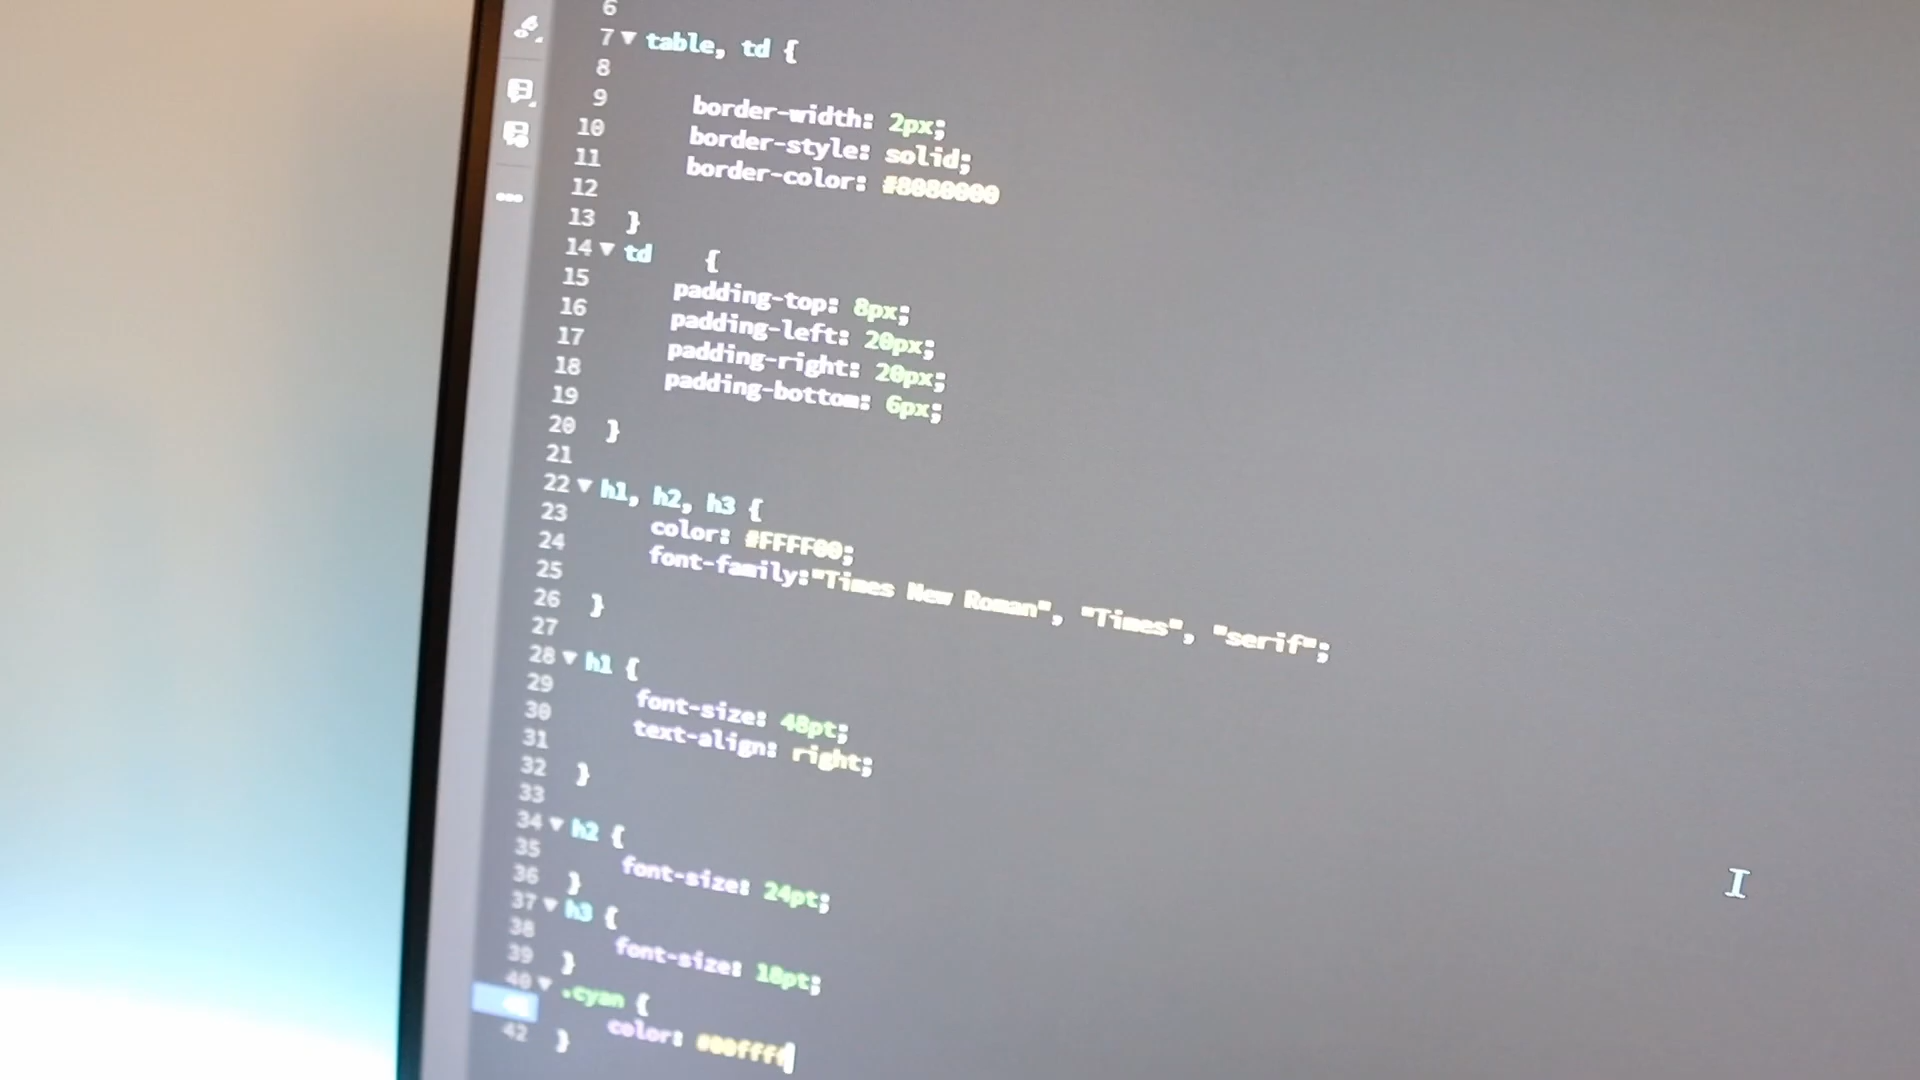 6
7 table, td {
8
9 border-width: 2px;
10 border-style: solid;
11 border-color: #8080000
12
13 }
14 td {
15
16 padding-top: 8px;
17 padding-left: 20px;
18 padding-right: 20px;
19 padding-bottom: 6px;
20 }
21
22 h1, h2, h3 {
23 color: #FFFF00;
24 font-family:"Times New Roman", "Times", "serif";
25
26 }
27
28 h1 {
29
30 font-size: 48pt;
31 text-align: right;
32 }
33
34 h2 {
35 font-size: 24pt;
36 }
37 h3 {
38 font-size: 18pt;
39 }
40 .cyan {
41 color: #00ffff
42 }